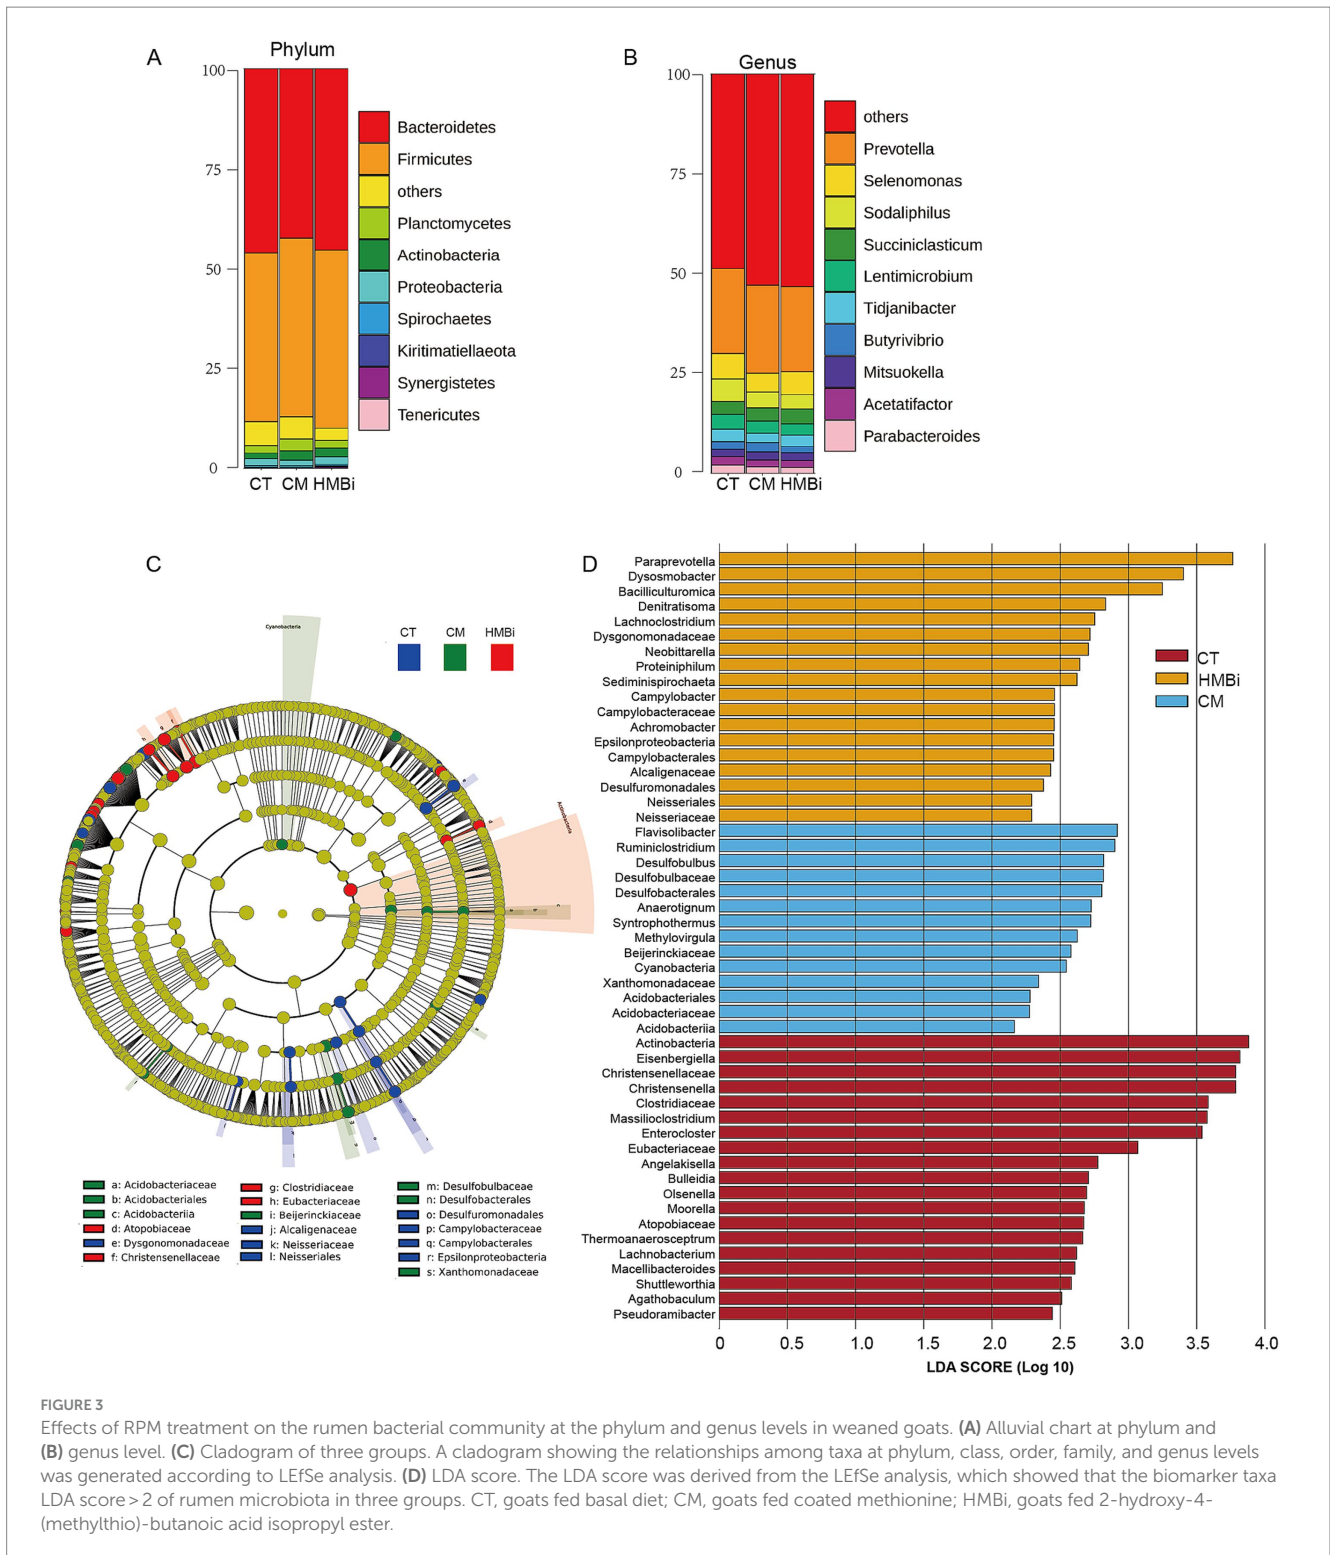 A
Phylum
100
75
50
25
0
CT CM HMBi
Bacteroidetes
Firmicutes
others
Planctomycetes
Actinobacteria
Proteobacteria
Spirochaetes
Kiritimatiellaeota
Synergistetes
Tenericutes
B
Genus
100
75
50
25
0
CT CM HMBi
others
Prevotella
Selenomonas
Sodaliphilus
Succiniclasticum
Lentimicrobium
Tidjanibacter
Butyrivibrio
Mitsuokella
Acetatifactor
Parabacteroides
C
CT CM HMBi
Cyanobacteria
Actinobacteria
a: Acidobacteriaceae
b: Acidobacteriales
c: Acidobacteriia
d: Atopobiaceae
e: Dysgonomonadaceae
f: Christensenellaceae
g: Clostridiaceae
h: Eubacteriaceae
i: Beijerinckiaceae
j: Alcaligenaceae
k: Neisseriaceae
l: Neisseriales
m: Desulfobulbaceae
n: Desulfobacterales
o: Desulfuromonadales
p: Campylobacteraceae
q: Campylobacterales
r: Epsilonproteobacteria
s: Xanthomonadaceae
D
Paraprevotella
Dysosmobacter
Bacilliculturomica
Denitratisoma
Lachnoclostridium
Dysgonomonadaceae
Neobittarella
Proteiniphilum
Sediminispirochaeta
Campylobacter
Campylobacteraceae
Achromobacter
Epsilonproteobacteria
Campylobacterales
Alcaligenaceae
Desulfuromonadales
Neisseriales
Neisseriaceae
Flavisolibacter
Ruminiclostridium
Desulfobulbus
Desulfobulbaceae
Desulfobacterales
Anaerotignum
Syntrophothermus
Methylovirgula
Beijerinckiaceae
Cyanobacteria
Xanthomonadaceae
Acidobacteriales
Acidobacteriaceae
Acidobacteriia
Actinobacteria
Eisenbergiella
Christensenellaceae
Christensenella
Clostridiaceae
Massilioclostridium
Enterocloster
Eubacteriaceae
Angelakisella
Bulleidia
Olsenella
Moorella
Atopobiaceae
Thermoanaerosceptrum
Lachnobacterium
Macellibacteroides
Shuttleworthia
Agathobaculum
Pseudoramibacter
CT
HMBi
CM
0 0.5 1.0 1.5 2.0 2.5 3.0 3.5 4.0
LDA SCORE (Log 10)
FIGURE 3
Effects of RPM treatment on the rumen bacterial community at the phylum and genus levels in weaned goats. (A) Alluvial chart at phylum and
(B) genus level. (C) Cladogram of three groups. A cladogram showing the relationships among taxa at phylum, class, order, family, and genus levels
was generated according to LEfSe analysis. (D) LDA score. The LDA score was derived from the LEfSe analysis, which showed that the biomarker taxa
LDA score > 2 of rumen microbiota in three groups. CT, goats fed basal diet; CM, goats fed coated methionine; HMBi, goats fed 2-hydroxy-4-
(methylthio)-butanoic acid isopropyl ester.